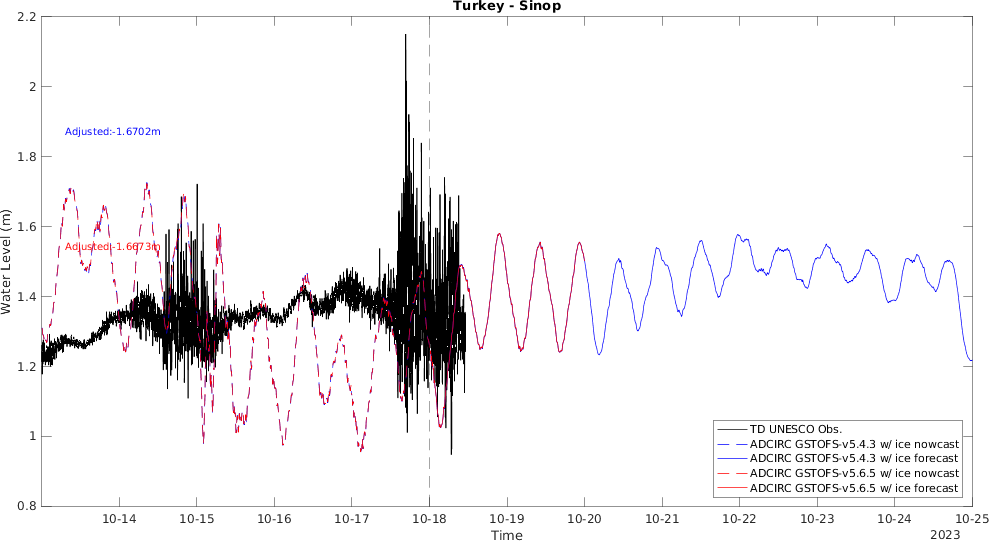 Turkey - Sinop
2.2
2
1.8
1.6
1.4
1.2
1
0.8
Water Level (m)
Adjusted:-1.6702m
Adjusted:-1.6673m
TD UNESCO Obs.
ADCIRC GSTOFS-v5.4.3 w/ ice nowcast
ADCIRC GSTOFS-v5.4.3 w/ ice forecast
ADCIRC GSTOFS-v5.6.5 w/ ice nowcast
ADCIRC GSTOFS-v5.6.5 w/ ice forecast
10-14 10-15 10-16 10-17 10-18 10-19 10-20 10-21 10-22 10-23 10-24 10-25
Time
2023